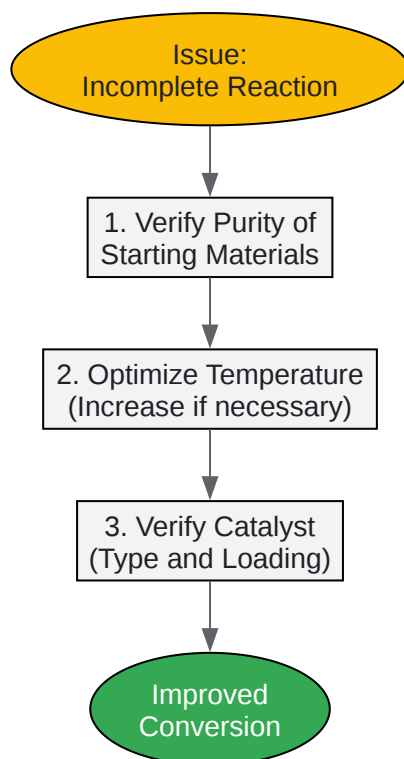 Issue:
Incomplete Reaction
1. Verify Purity of
Starting Materials
2. Optimize Temperature
(Increase if necessary)
3. Verify Catalyst
(Type and Loading)
Improved
Conversion